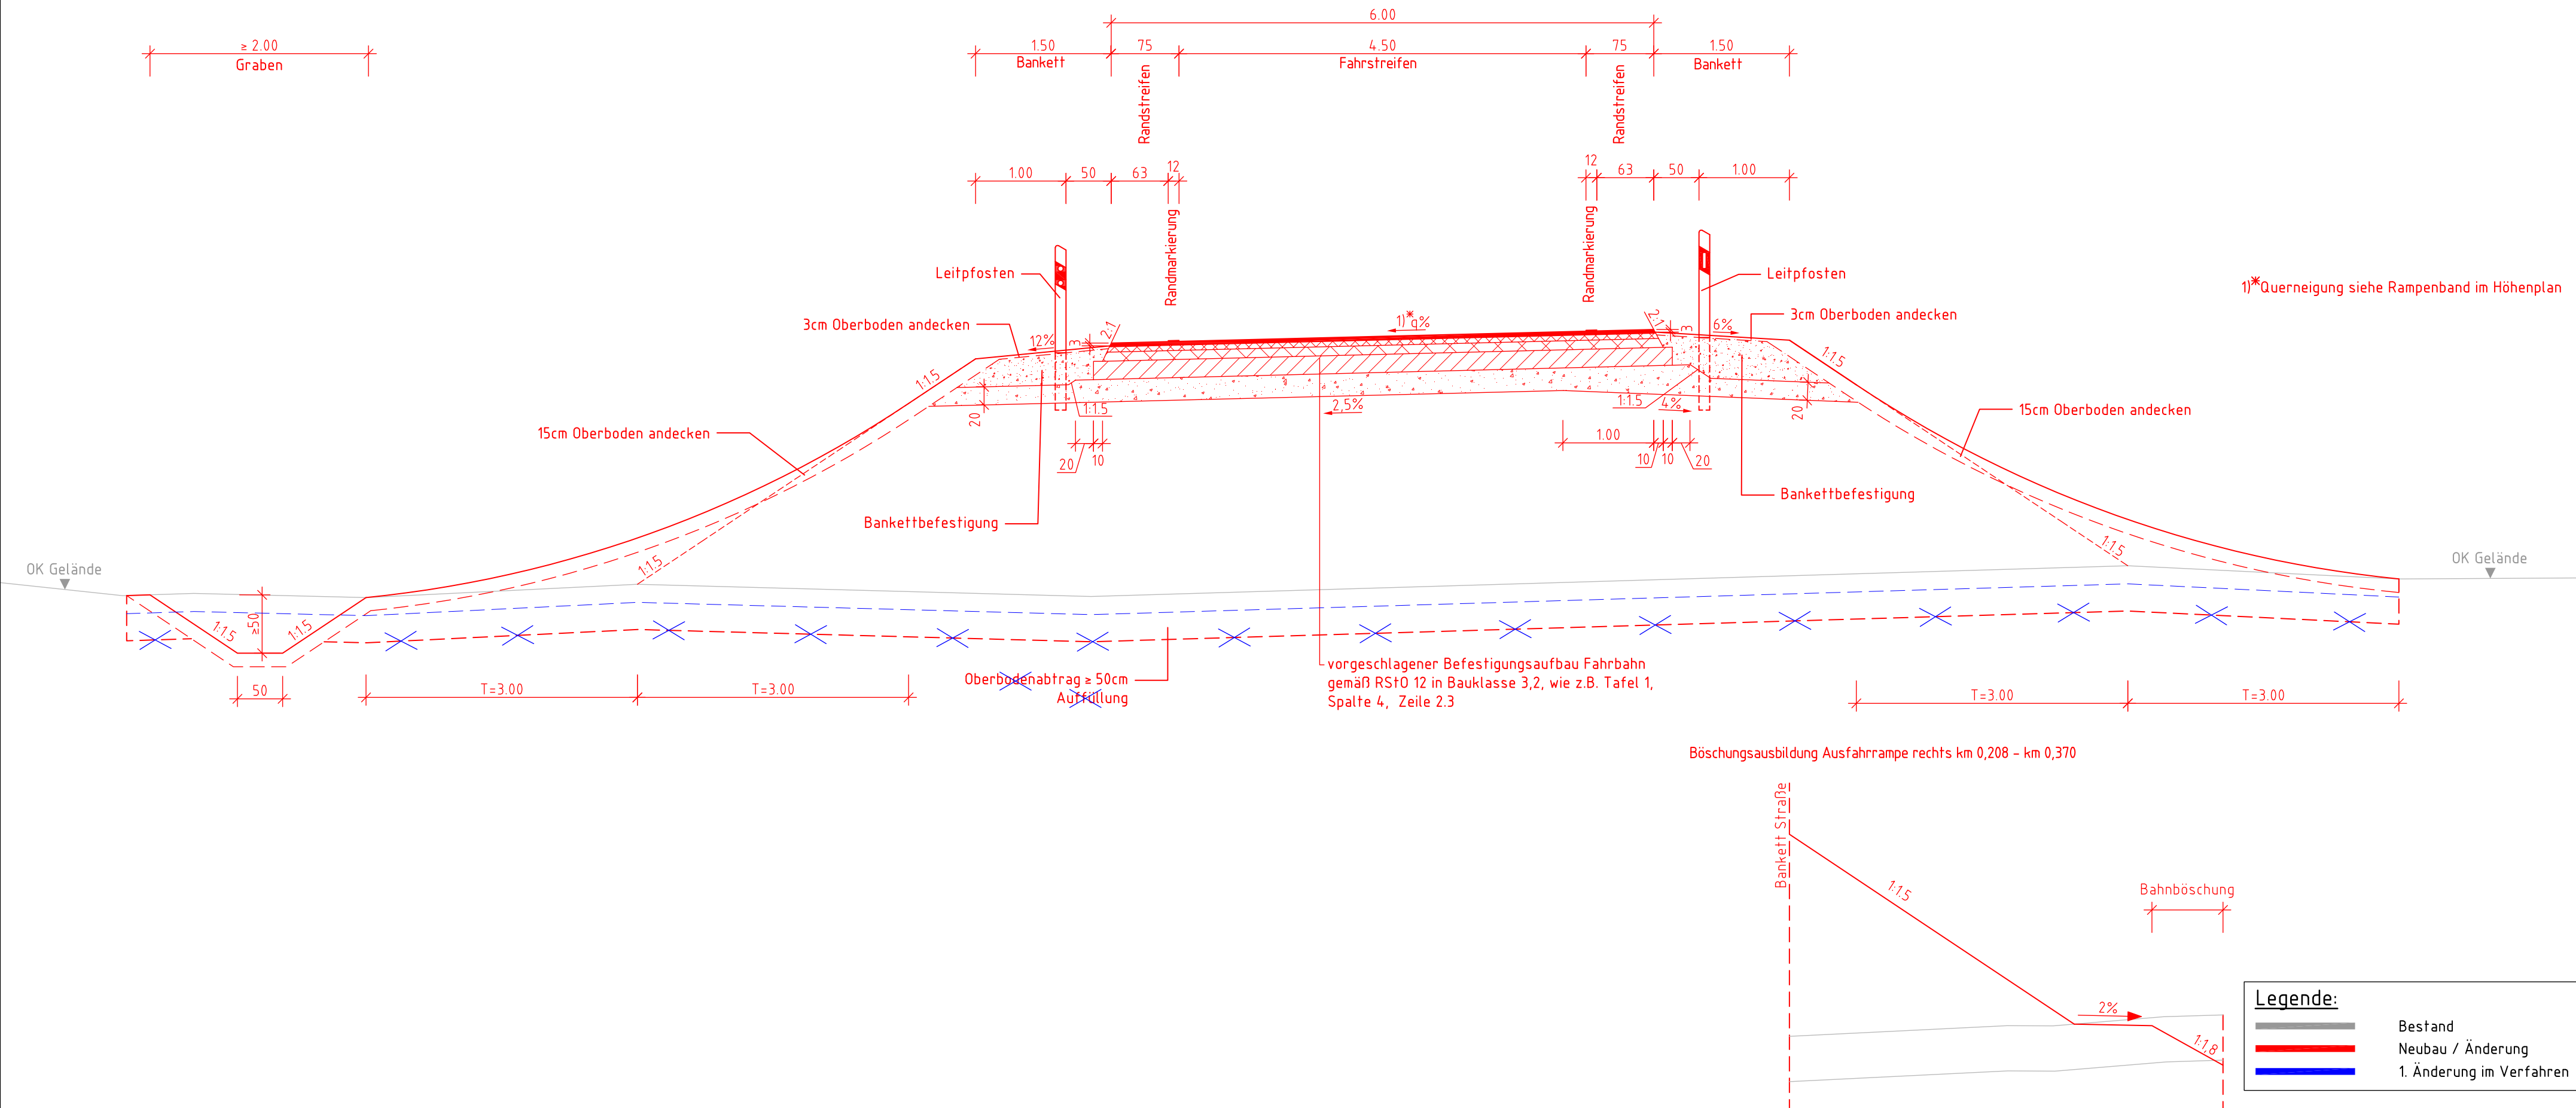 6.00
≥ 2.00
Graben
1.50
Bankett
75
Randstreifen
4.50
Fahrstreifen
75
Randstreifen
1.50
Bankett
1.00
50
63
12
Randmarkierung
12
63
50
1.00
Randmarkierung
Leitpfosten
Leitpfosten
1)*Querneigung siehe Rampenband im Höhenplan
3cm Oberboden andecken
12%
3
2:1
1)*q%
2:1
3
6%
3cm Oberboden andecken
1:1.5
1:1.5
20
1:1.5
2,5%
1:1.5
4%
20
15cm Oberboden andecken
15cm Oberboden andecken
20
10
1.00
10
10
20
Bankettbefestigung
Bankettbefestigung
1:1.5
1:1.5
OK Gelände
OK Gelände
1:1.5
≥50
1:1.5
50
T=3.00
T=3.00
Oberbodenabtrag ≥ 50cm
Auffüllung
vorgeschlagener Befestigungsaufbau Fahrbahn
gemäß RStO 12 in Bauklasse 3,2, wie z.B. Tafel 1,
Spalte 4, Zeile 2.3
T=3.00
T=3.00
Böschungsausbildung Ausfahrrampe rechts km 0,208 - km 0,370
Bankett Straße
1:1.5
Bahnböschung
2%
1:1,8
Legende:
Bestand
Neubau / Änderung
1. Änderung im Verfahren